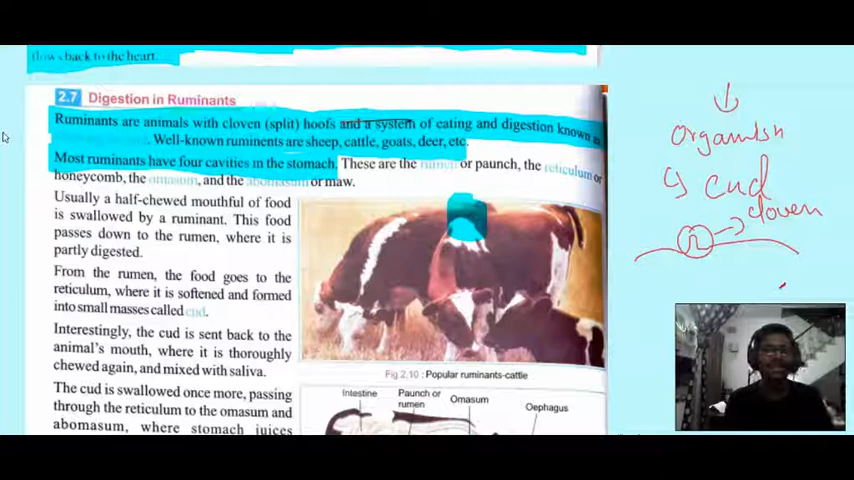 flows back to the heart.
2.7 Digestion in Ruminants
Ruminants are animals with cloven (split) hoofs and a system of eating and digestion known as
Well-known ruminents are sheep, cattle, goats, deer, etc.
Most ruminants have four cavities in the stomach. These are the rumen or paunch, the reticulum or
honeycomb, the omasum, and the abomasum or maw.
Usually a half-chewed mouthful of food
is swallowed by a ruminant. This food
passes down to the rumen, where it is
partly digested.
From the rumen, the food goes to the
reticulum, where it is softened and formed
into small masses called cud.
Interestingly, the cud is sent back to the
animal's mouth, where it is thoroughly
chewed again, and mixed with saliva.
The cud is swallowed once more, passing
through the reticulum to the omasum and
abomasum, where stomach juices
Fig.2.10 : Popular ruminants-cattle
Intestine
Paunch or
rumen
Omasum
Oephagus
cud
cloven